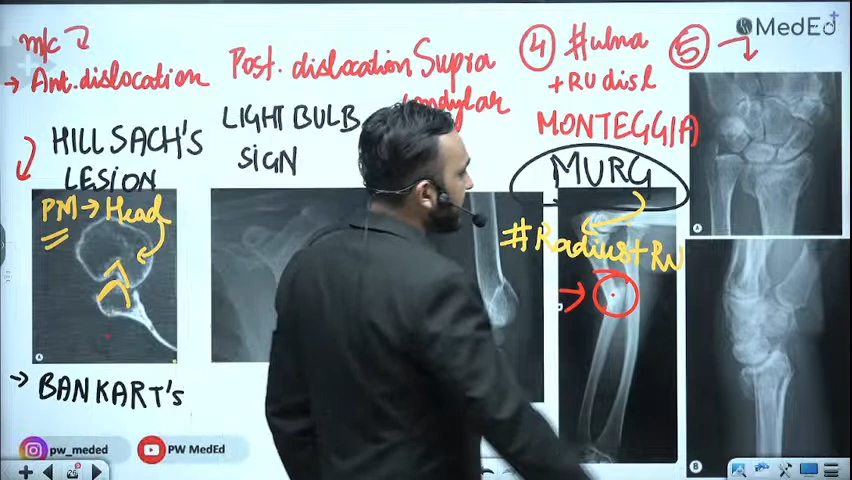 m/c
→ Ant. dislocation
HILL SACH'S
LESION
PM → Head
→ BANKART'S
Post. dislocation
LIGHT BULB
SIGN
Supra
condylar
④ #ulna
+ RU disl
MONTEGGIA
MURG
#Radius + RU
⑤
MedEd
A
A
B
pw_meded
PW MedEd
26